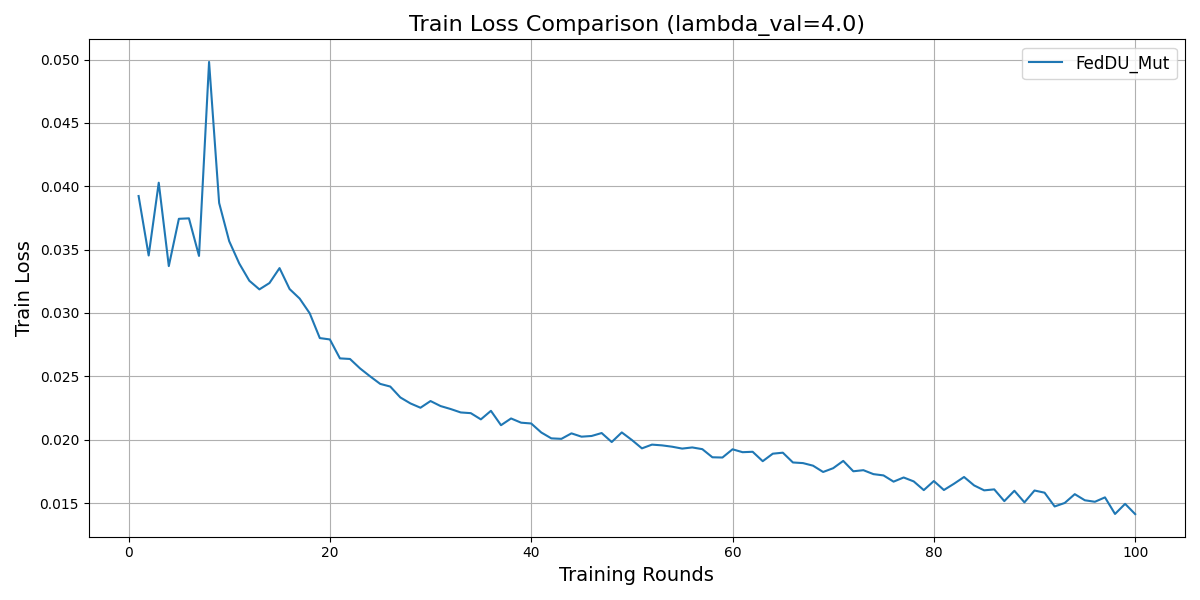 Train Loss Comparison (lambda_val=4.0)
FedDU_Mut
Train Loss
0.050
0.045
0.040
0.035
0.030
0.025
0.020
0.015
0 20 40 60 80 100
Training Rounds